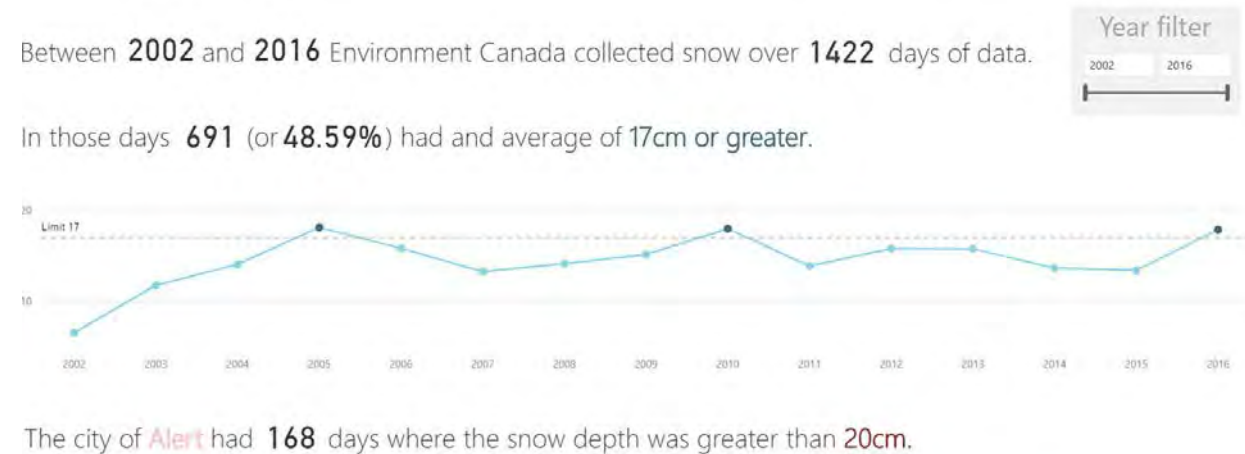 Year filter
Between 2002 and 2016 Environment Canada collected snow over 1422 days of data.
2002 2016
In those days 691 (or 48.59%) had and average of 17cm or greater.
20
Limit 17
10
2002 2003 2004 2005 2006 2007 2008 2009 2010 2011 2012 2013 2014 2015 2016
The city of Alert had 168 days where the snow depth was greater than 20cm.